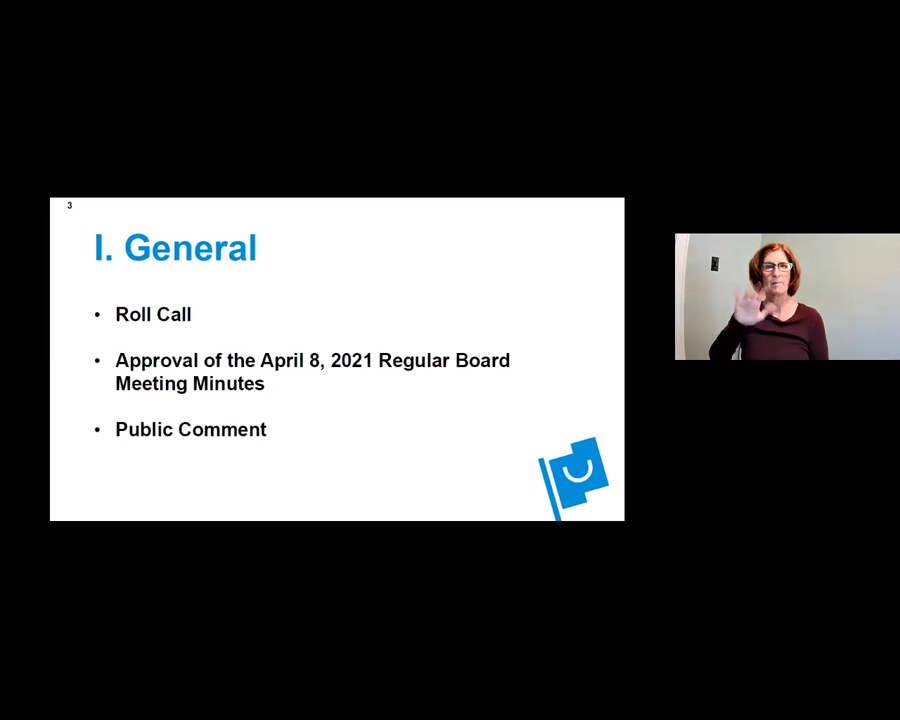 3
I. General
• Roll Call
• Approval of the April 8, 2021 Regular Board
Meeting Minutes
• Public Comment